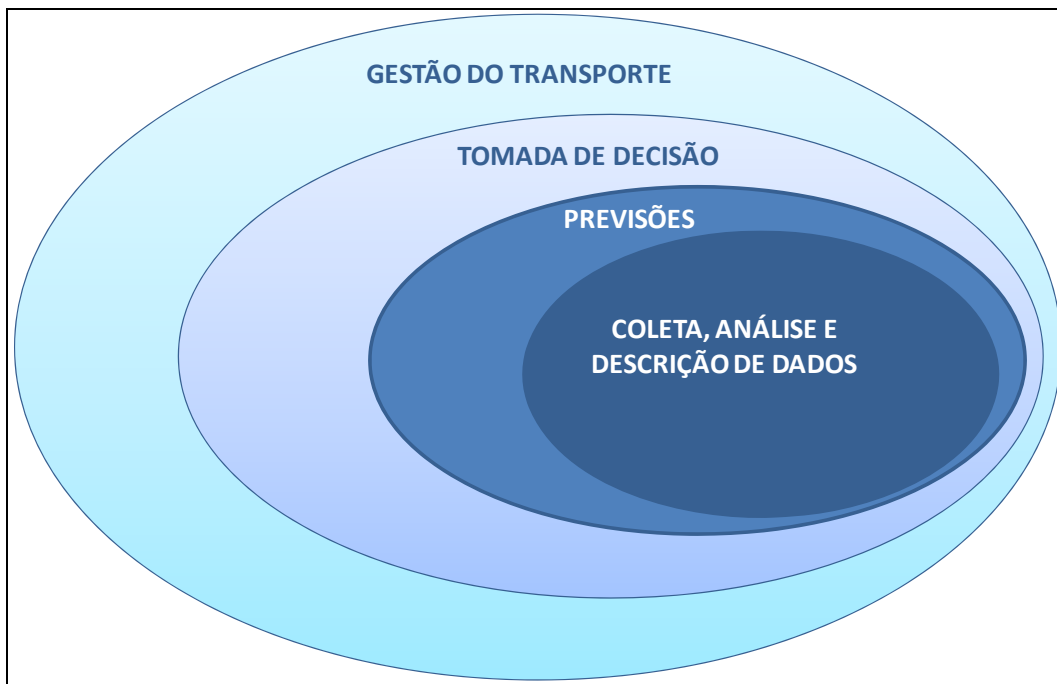 GESTÃO DO TRANSPORTE
TOMADA DE DECISÃO
PREVISÕES
COLETA, ANÁLISE E
DESCRIÇÃO DE DADOS